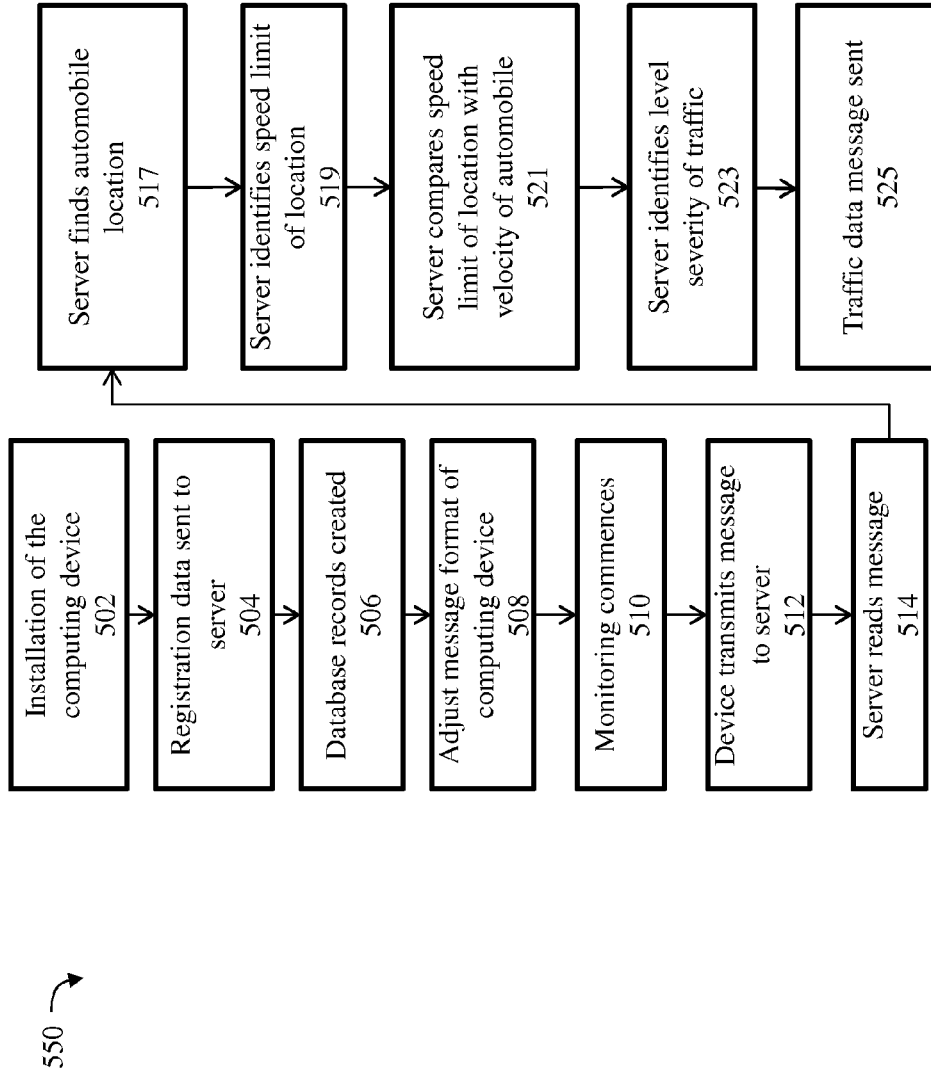 550
Installation of the
computing device
502
Registration data sent to
server
504
Database records created
506
Adjust message format of
computing device
508
Monitoring commences
510
Device transmits message
to server
512
Server reads message
514
Server finds automobile
location
517
Server identifies speed limit
of location
519
Server compares speed
limit of location with
velocity of automobile
521
Server identifies level
severity of traffic
523
Traffic data message sent
525